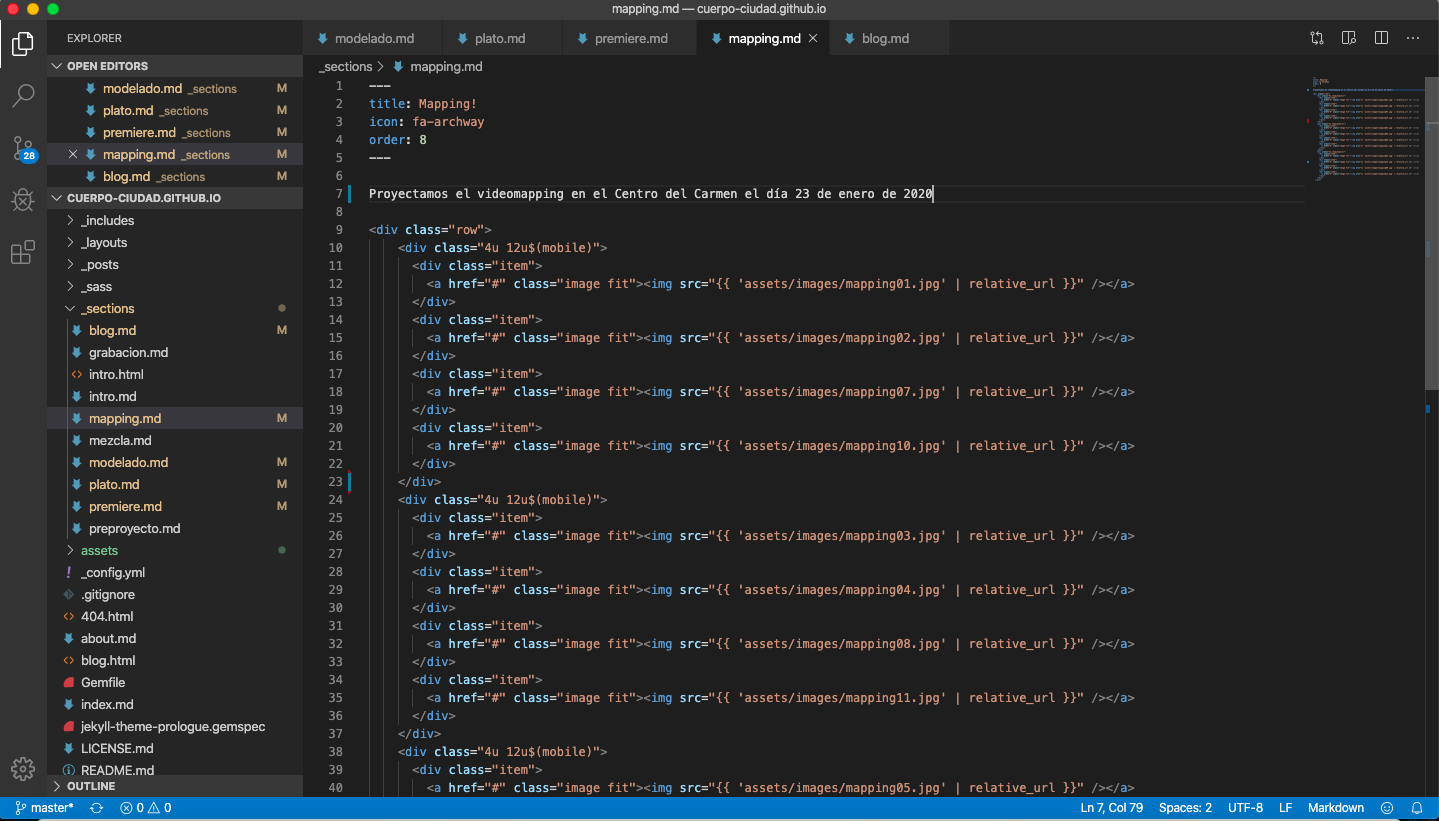 mapping.md — cuerpo-ciudad.github.io
EXPLORER
OPEN EDITORS
modelado.md _sections M
plato.md _sections M
premiere.md _sections M
mapping.md _sections M
blog.md _sections M
CUERPO-CIUDAD.GITHUB.IO
_includes
_layouts
_posts
_sass
_sections
blog.md M
grabacion.md
intro.html
intro.md
mapping.md M
mezcla.md
modelado.md M
plato.md M
premiere.md M
preproyecto.md
assets
_config.yml
.gitignore
404.html
about.md
blog.html
Gemfile
index.md
jekyll-theme-prologue.gemspec
LICENSE.md
README.md
OUTLINE
28
modelado.md plato.md premiere.md mapping.md blog.md
_sections > mapping.md
1 ---
2 title: Mapping!
3 icon: fa-archway
4 order: 8
5 ---
6
7 Proyectamos el videomapping en el Centro del Carmen el día 23 de enero de 2020
8
9 <div class="row">
10 <div class="4u 12u$(mobile)">
11 <div class="item">
12 <a href="#" class="image fit"><img src="{{ 'assets/images/mapping01.jpg' | relative_url }}" /></a>
13 </div>
14 <div class="item">
15 <a href="#" class="image fit"><img src="{{ 'assets/images/mapping02.jpg' | relative_url }}" /></a>
16 </div>
17 <div class="item">
18 <a href="#" class="image fit"><img src="{{ 'assets/images/mapping07.jpg' | relative_url }}" /></a>
19 </div>
20 <div class="item">
21 <a href="#" class="image fit"><img src="{{ 'assets/images/mapping10.jpg' | relative_url }}" /></a>
22 </div>
23 </div>
24 <div class="4u 12u$(mobile)">
25 <div class="item">
26 <a href="#" class="image fit"><img src="{{ 'assets/images/mapping03.jpg' | relative_url }}" /></a>
27 </div>
28 <div class="item">
29 <a href="#" class="image fit"><img src="{{ 'assets/images/mapping04.jpg' | relative_url }}" /></a>
30 </div>
31 <div class="item">
32 <a href="#" class="image fit"><img src="{{ 'assets/images/mapping08.jpg' | relative_url }}" /></a>
33 </div>
34 <div class="item">
35 <a href="#" class="image fit"><img src="{{ 'assets/images/mapping11.jpg' | relative_url }}" /></a>
36 </div>
37 </div>
38 <div class="4u 12u$(mobile)">
39 <div class="item">
40 <a href="#" class="image fit"><img src="{{ 'assets/images/mapping05.jpg' | relative_url }}" /></a>
master* 0 0 Ln 7, Col 79 Spaces: 2 UTF-8 LF Markdown